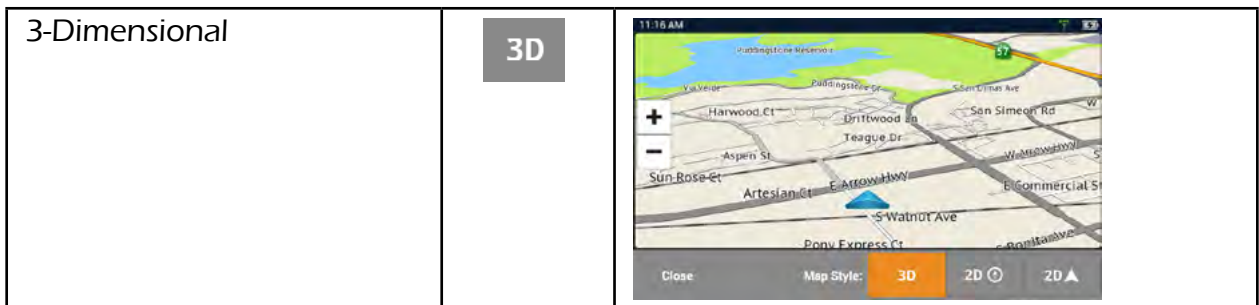 3-Dimensional
3D
11:16 AM
Puddingstone Reservoir
57
Via Verde
Puddingstone Dr
S San Dimas Ave
Harwood Ct
Driftwood Ln
San Simeon Rd
W
+
Teague Dr
−
Aspen St
W Arrow Hwy
S
Sun Rose Ct
E Arrow Hwy
Artesian Ct
E Commercial St
S Walnut Ave
Pony Express Ct
S Bonita Ave
Close
Map Style:
3D
2D
2D